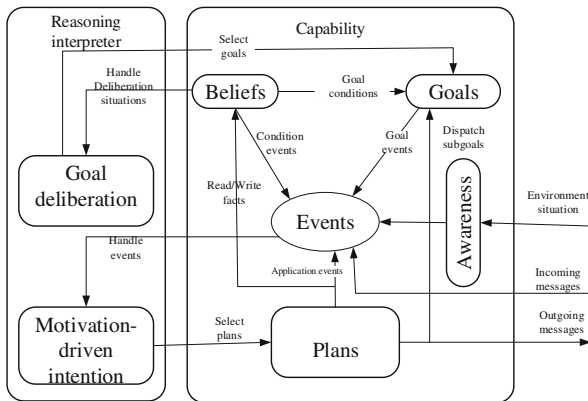 Reasoning
interpreter
Capability
Select
goals
Handle
Deliberation
situations
Beliefs
Goal
conditions
Goals
Condition
events
Goal
events
Dispatch
subgoals
Goal
deliberation
Read/Write
facts
Events
Awareness
Environment
situation
Handle
events
Application events
Incoming
messages
Motivation-
driven
intention
Select
plans
Plans
Outgoing
messages